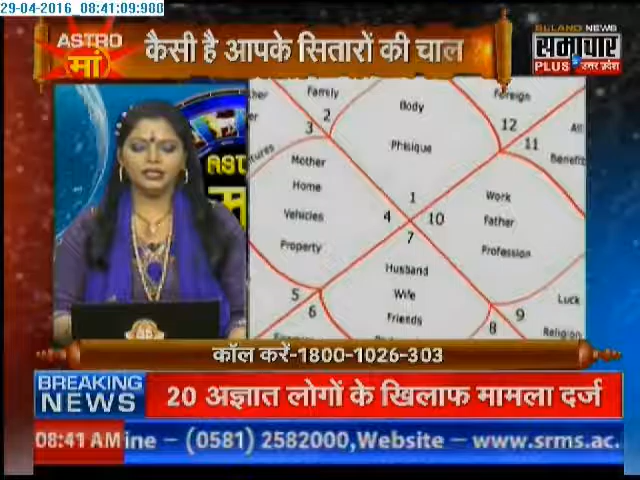 29-04-2016 08:41:09:988
ASTRO
मां
कैसी है आपके सितारों की चाल
BULAND NEWS
समाचार
PLUS उत्तर प्रदेश
Family
2
3
Body
Phisique
Foreign
12
11
Benefits
Mother
Home
Vehicles
Property
1
4
10
7
Work
Father
Profession
Husband
Wife
Friends
5
6
8
9
Luck
Religion
कॉल करें-1800-1026-303
BREAKING
NEWS
20 अज्ञात लोगों के खिलाफ मामला दर्ज
08:41 AM ine – (0581) 2582000,Website – www.srms.ac.